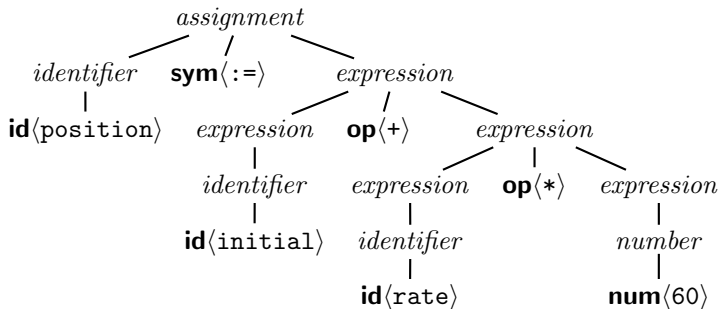 assignment
identifier sym⟨:=⟩ expression
id⟨position⟩ expression op⟨+⟩ expression
identifier expression op⟨*⟩ expression
id⟨initial⟩ identifier number
id⟨rate⟩ num⟨60⟩